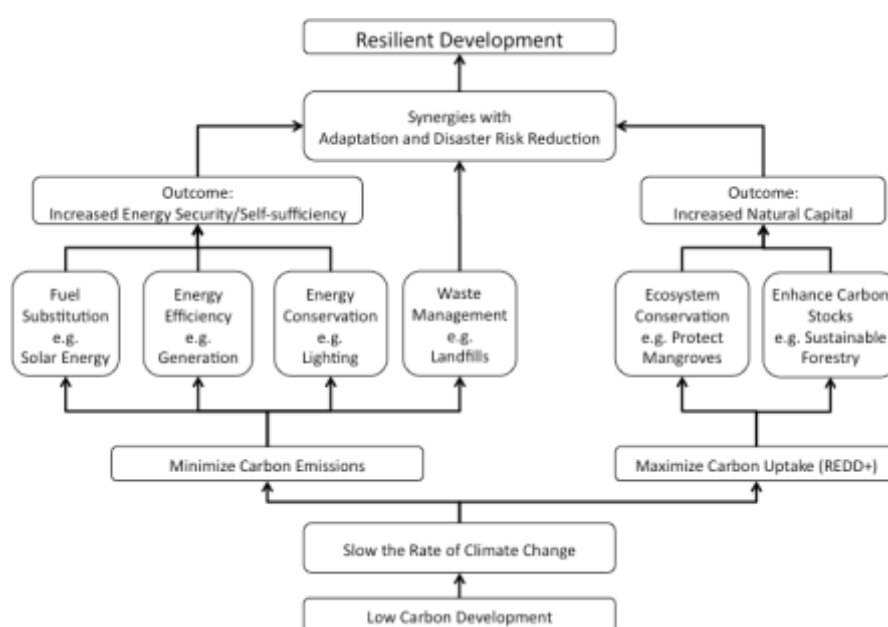 Resilient Development
Synergies with
Adaptation and Disaster Risk Reduction
Outcome:
Increased Energy Security/Self-sufficiency
Outcome:
Increased Natural Capital
Fuel
Substitution
e.g.
Solar Energy
Energy
Efficiency
e.g.
Generation
Energy
Conservation
e.g.
Lighting
Waste
Management
e.g.
Landfills
Ecosystem
Conservation
e.g. Protect
Mangroves
Enhance Carbon
Stocks
e.g. Sustainable
Forestry
Minimize Carbon Emissions
Maximize Carbon Uptake (REDD+)
Slow the Rate of Climate Change
Low Carbon Development